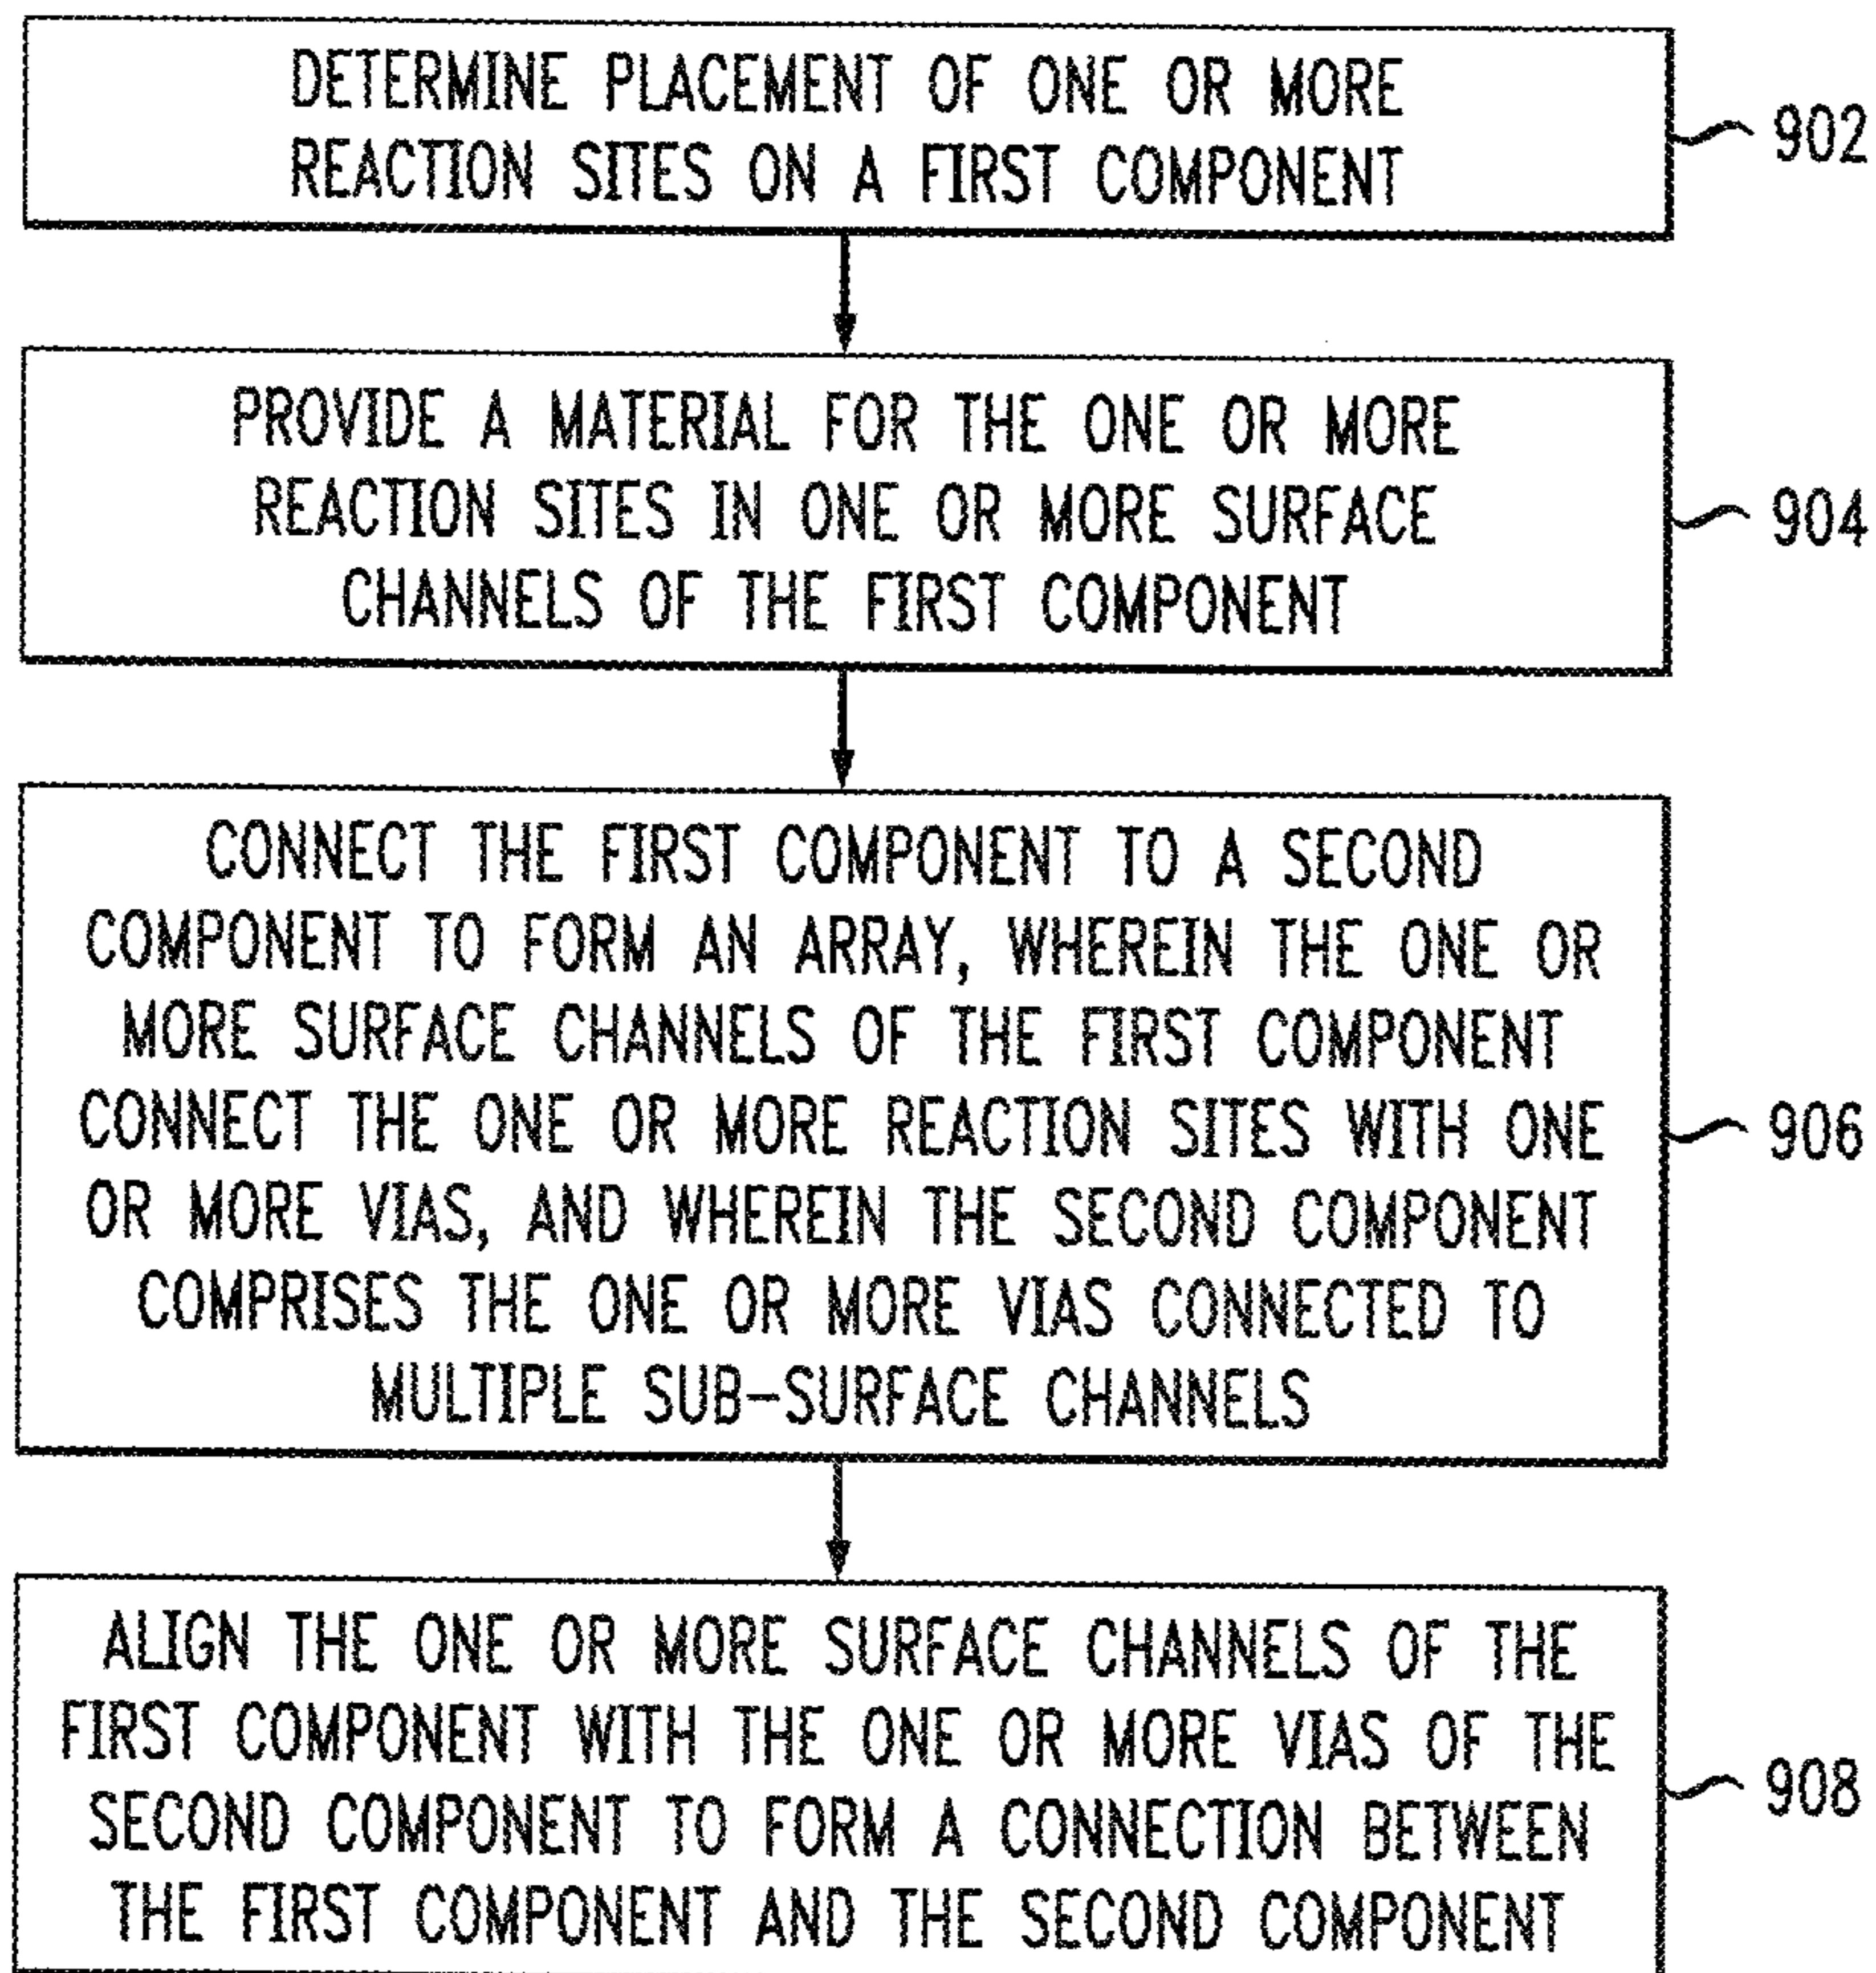 DETERMINE PLACEMENT OF ONE OR MORE
REACTION SITES ON A FIRST COMPONENT
902
PROVIDE A MATERIAL FOR THE ONE OR MORE
REACTION SITES IN ONE OR MORE SURFACE
CHANNELS OF THE FIRST COMPONENT
904
CONNECT THE FIRST COMPONENT TO A SECOND
COMPONENT TO FORM AN ARRAY, WHEREIN THE ONE OR
MORE SURFACE CHANNELS OF THE FIRST COMPONENT
CONNECT THE ONE OR MORE REACTION SITES WITH ONE
OR MORE VIAS, AND WHEREIN THE SECOND COMPONENT
COMPRISES THE ONE OR MORE VIAS CONNECTED TO
MULTIPLE SUB-SURFACE CHANNELS
906
ALIGN THE ONE OR MORE SURFACE CHANNELS OF THE
FIRST COMPONENT WITH THE ONE OR MORE VIAS OF THE
SECOND COMPONENT TO FORM A CONNECTION BETWEEN
THE FIRST COMPONENT AND THE SECOND COMPONENT
908